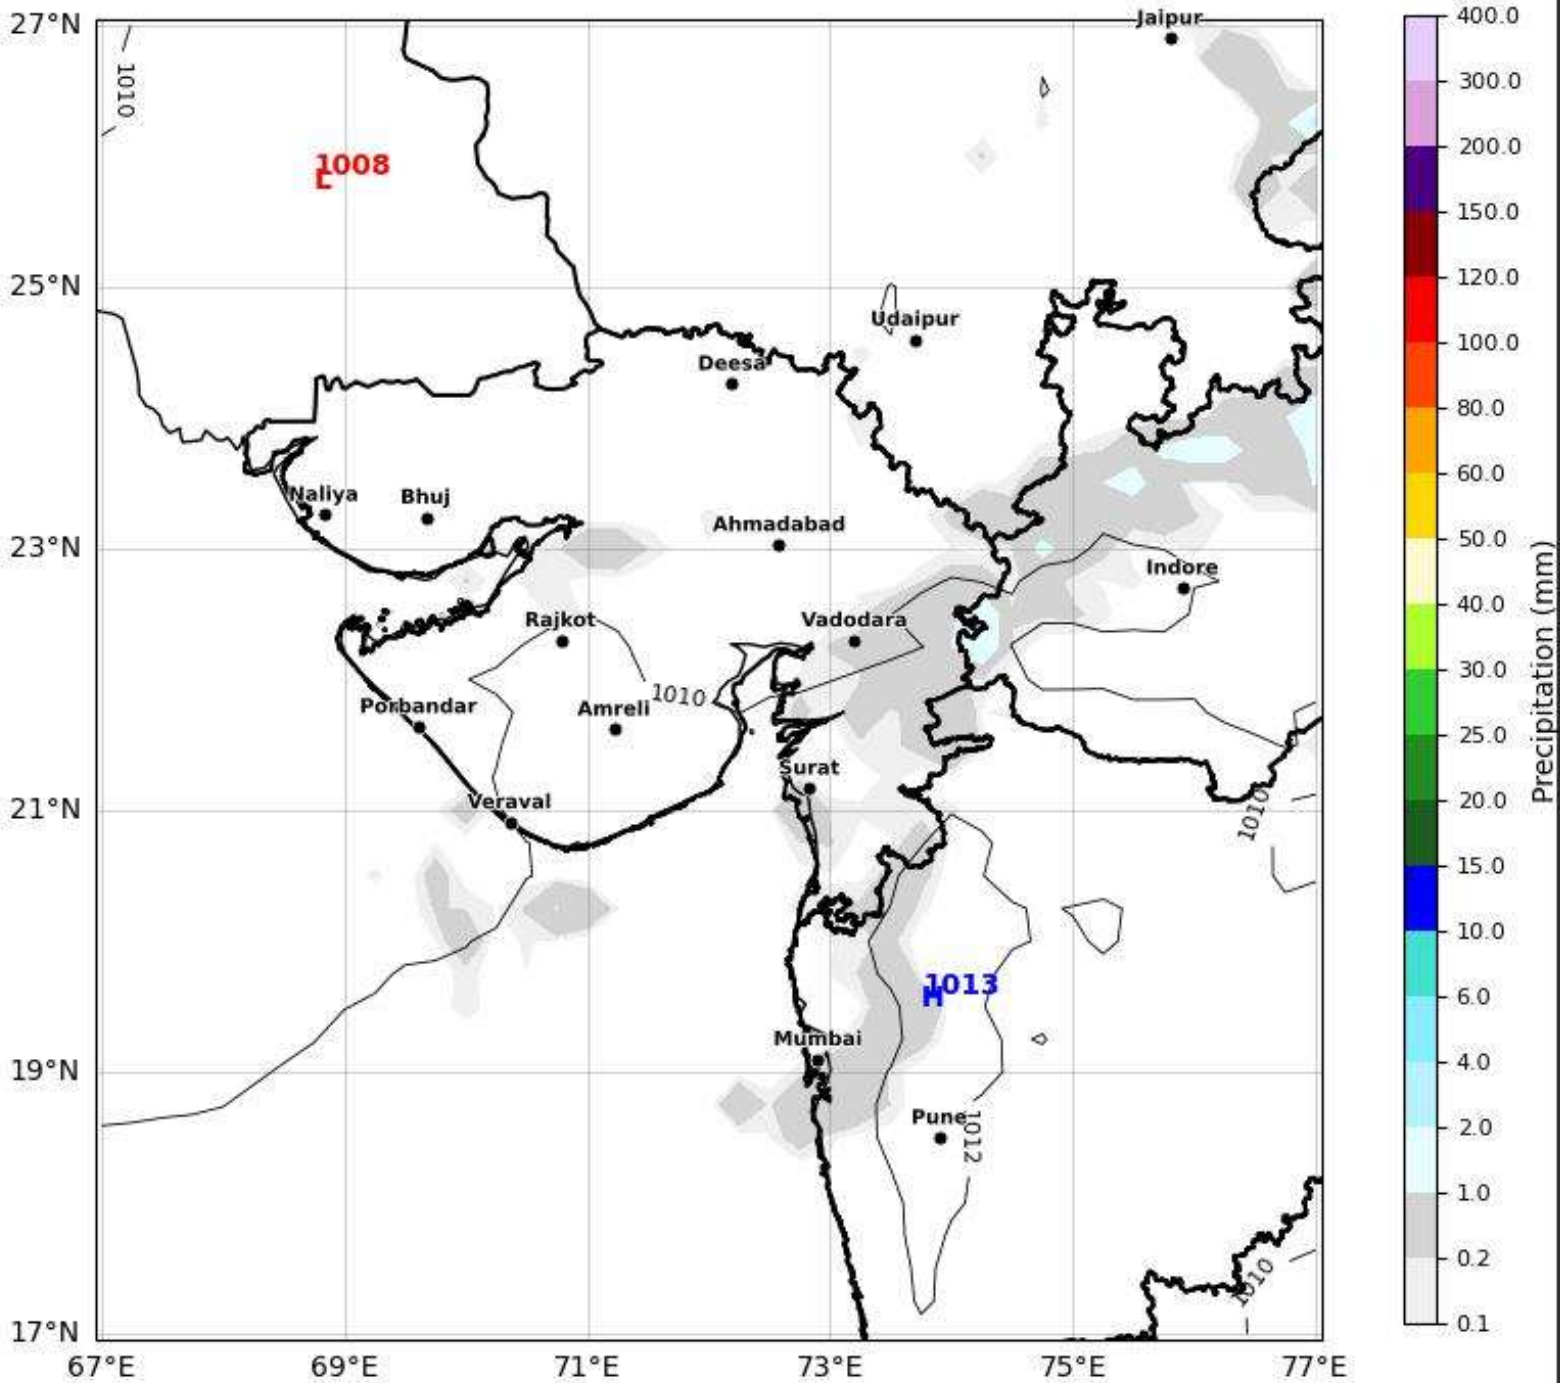 27°N
25°N
23°N
21°N
19°N
17°N
67°E
69°E
71°E
73°E
75°E
77°E
Jaipur
1010
1008
L
Udaipur
Deesa
Naliya
Bhuj
Ahmadabad
Indore
Rajkot
Vadodara
Porbandar
Amreli
1010
Surat
Veraval
1010
1013
H
Mumbai
Pune
1012
1010
400.0
300.0
200.0
150.0
120.0
100.0
80.0
60.0
50.0
40.0
30.0
25.0
20.0
15.0
10.0
6.0
4.0
2.0
1.0
0.2
0.1
Precipitation (mm)